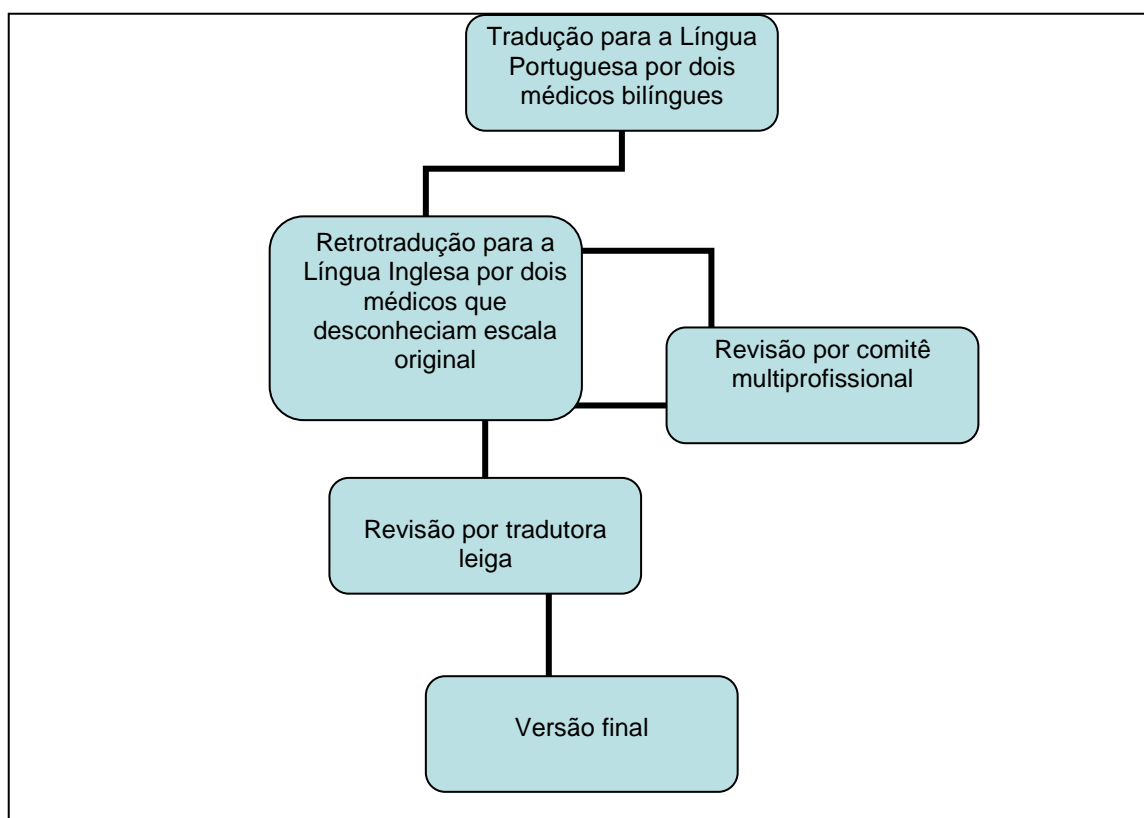 Tradução para a Língua
Portuguesa por dois
médicos bilíngues
Retrotradução para a
Língua Inglesa por dois
médicos que
desconheciam escala
original
Revisão por comitê
multiprofissional
Revisão por tradutora
leiga
Versão final